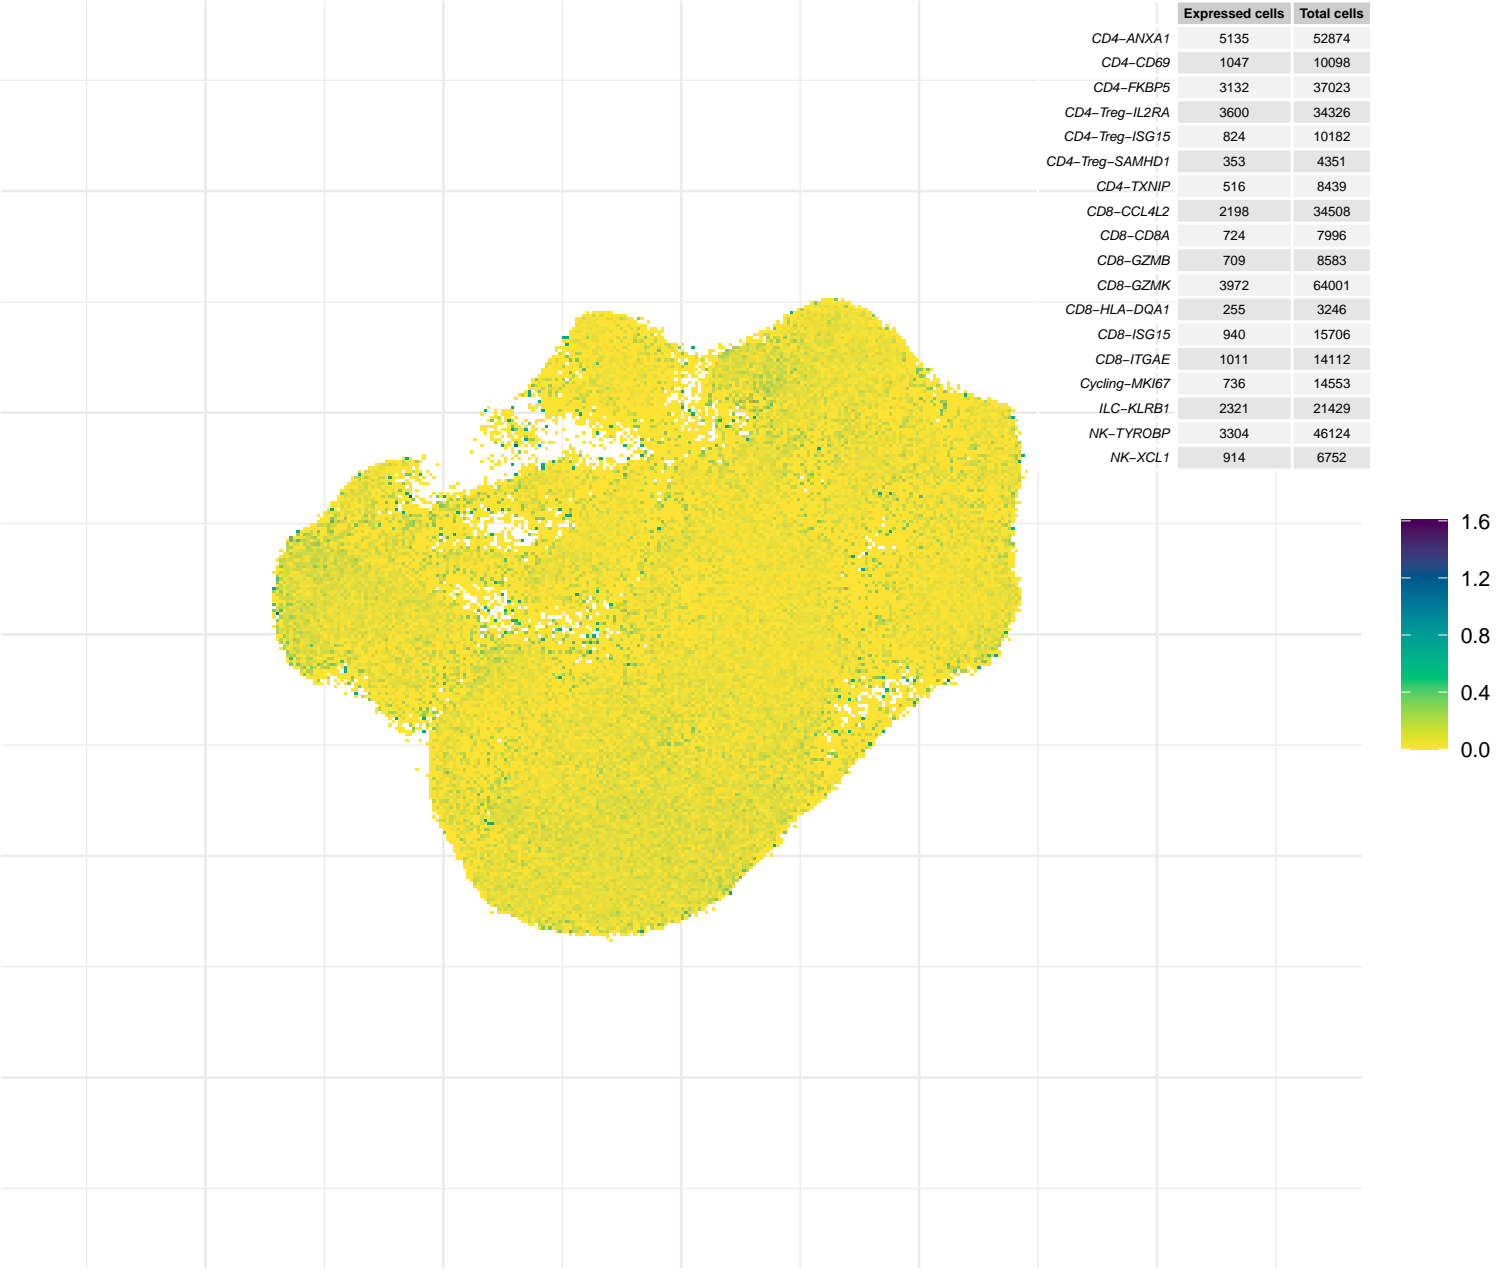 Expressed cells Total cells
CD4−ANXA1 5135 52874
CD4−CD69 1047 10098
CD4−FKBP5 3132 37023
CD4−Treg−IL2RA 3600 34326
CD4−Treg−ISG15 824 10182
CD4−Treg−SAMHD1 353 4351
CD4−TXNIP 516 8439
CD8−CCL4L2 2198 34508
CD8−CD8A 724 7996
CD8−GZMB 709 8583
CD8−GZMK 3972 64001
CD8−HLA−DQA1 255 3246
CD8−ISG15 940 15706
CD8−ITGAE 1011 14112
Cycling−MKI67 736 14553
ILC−KLRB1 2321 21429
NK−TYROBP 3304 46124
NK−XCL1 914 6752
1.6
1.2
0.8
0.4
0.0